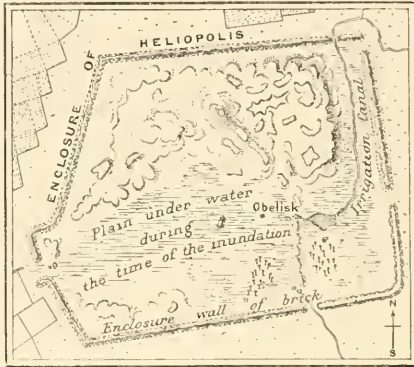 ENCLOSURE OF HELIOPOLIS
Irrigation Canal
Plain under water
Obelisk
during
the time of the inundation
Enclosure wall of brick
N
S